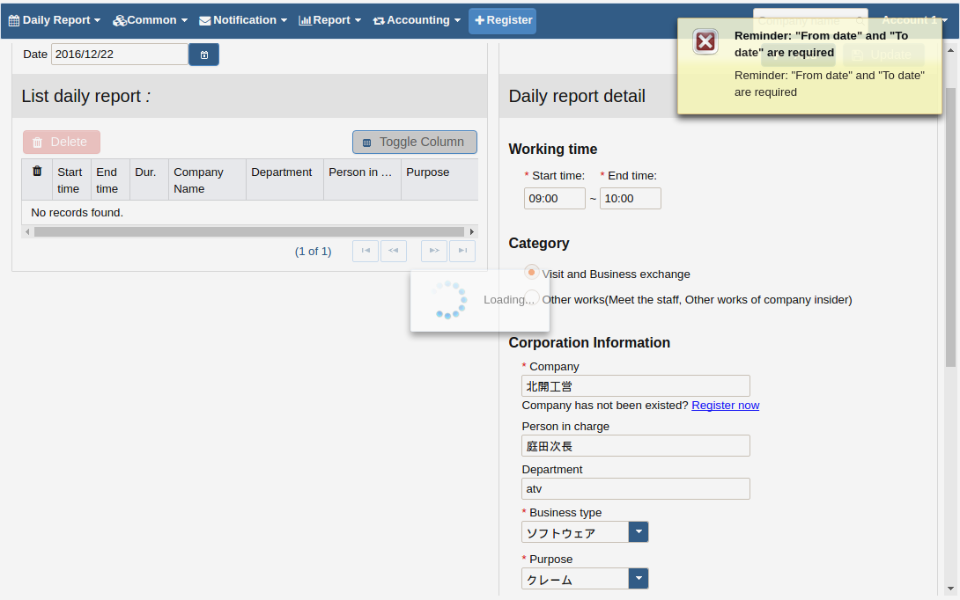 Daily Report Common Notification Report Accounting Register Account 1
Date 2016/12/22
Reminder: "From date" and "To
date" are required
Reminder: "From date" and "To date"
are required
List daily report :
Daily report detail
Delete
Toggle Column
Start
time
End
time
Dur.
Company
Name
Department
Person in ...
Purpose
No records found.
(1 of 1)
Working time
* Start time: * End time:
09:00 ~ 10:00
Category
Visit and Business exchange
Other works(Meet the staff, Other works of company insider)
Loading...
Corporation Information
* Company
北開工営
Company has not been existed? Register now
Person in charge
庭田次長
Department
atv
* Business type
ソフトウェア
* Purpose
クレーム